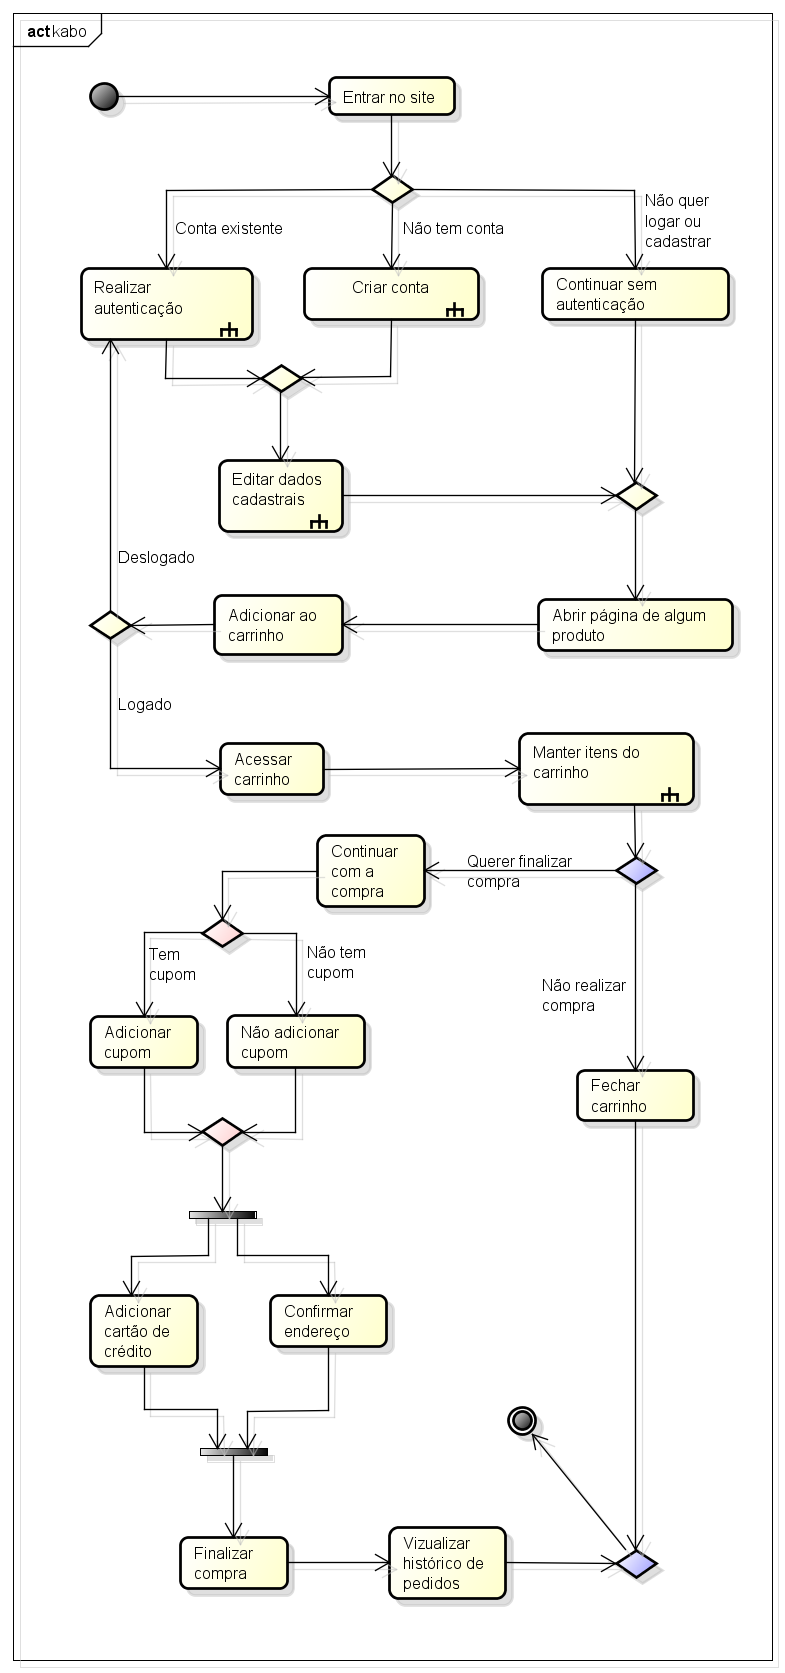 act kabo
Entrar no site
Não quer
logar ou
cadastrar
Conta existente
Não tem conta
Realizar
autenticação
Criar conta
Continuar sem
autenticação
Editar dados
cadastrais
Deslogado
Adicionar ao
carrinho
Abrir página de algum
produto
Logado
Acessar
carrinho
Manter itens do
carrinho
Continuar
com a
compra
Querer finalizar
compra
Tem
cupom
Não tem
cupom
Não realizar
compra
Adicionar
cupom
Não adicionar
cupom
Fechar
carrinho
Adicionar
cartão de
crédito
Confirmar
endereço
Finalizar
compra
Vizualizar
histórico de
pedidos